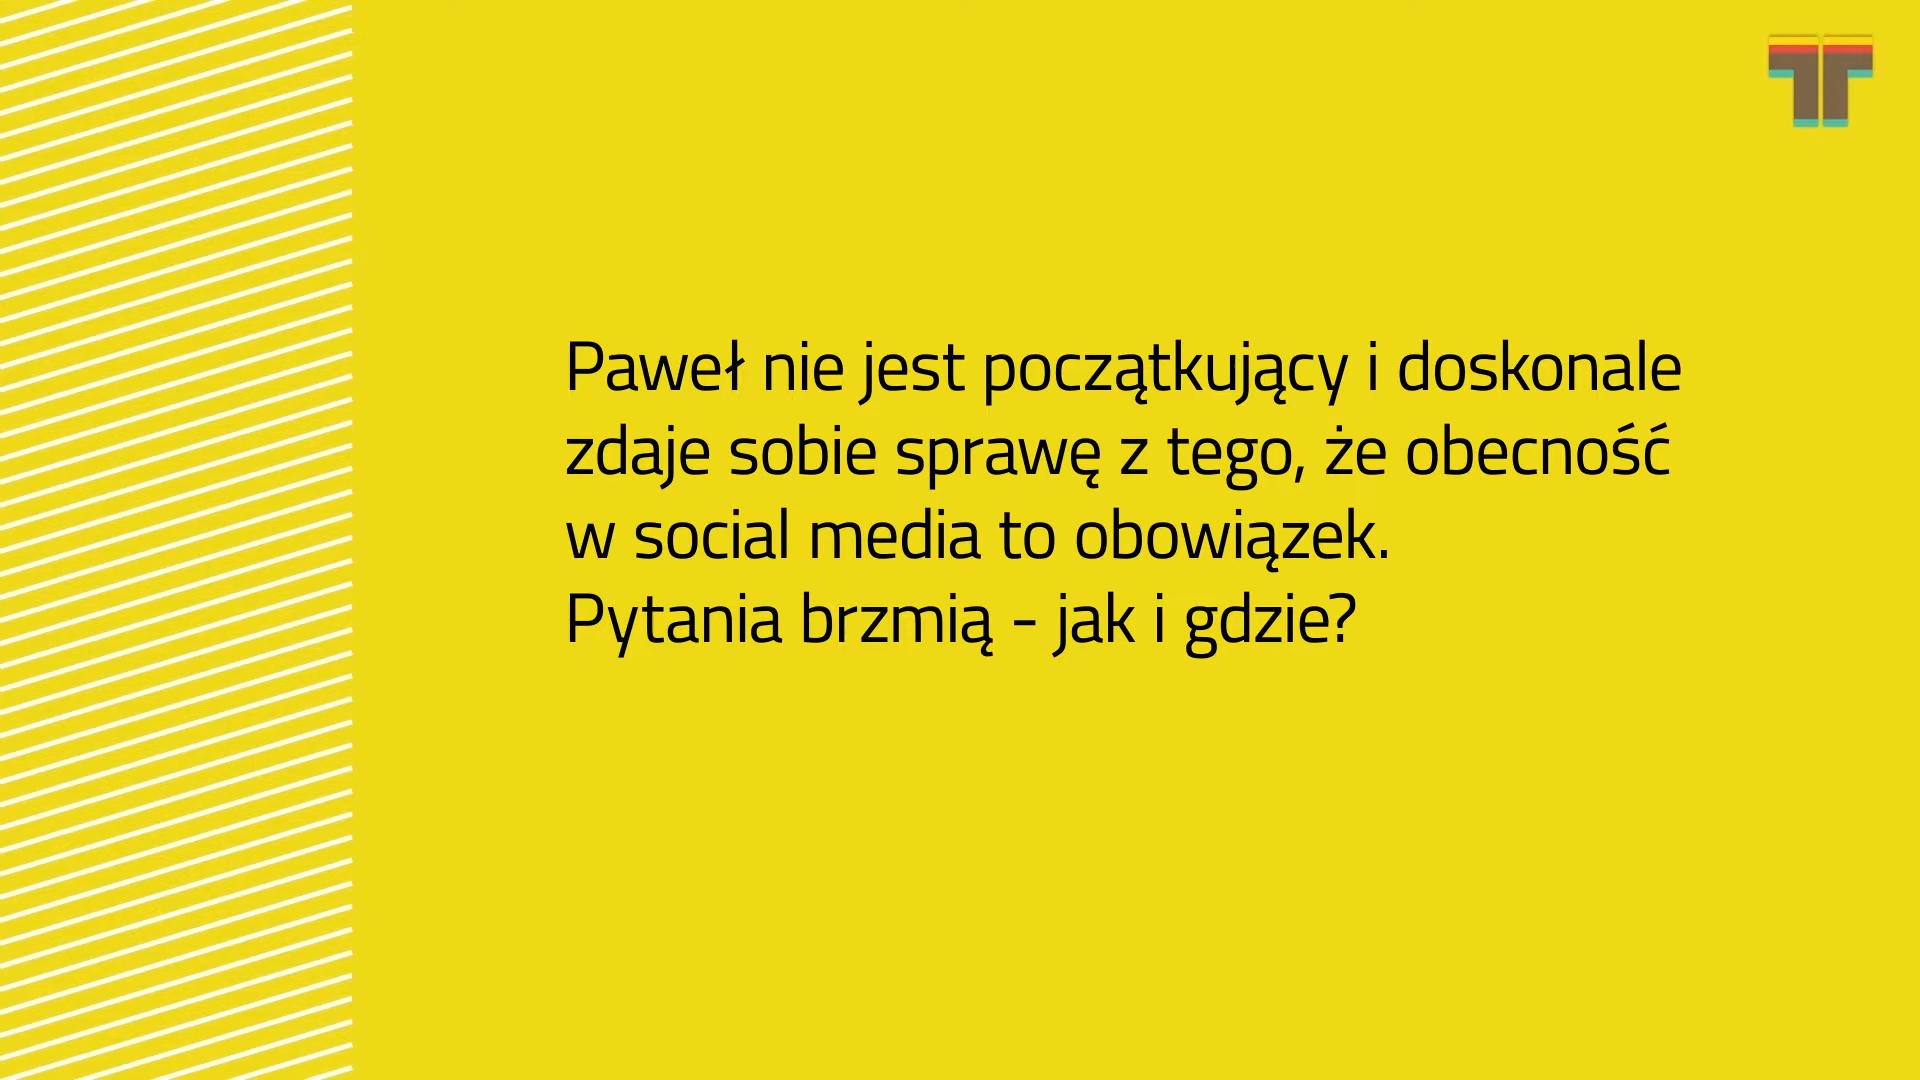 Paweł nie jest początkujący i doskonale
zdaje sobie sprawę z tego, że obecność
w social media to obowiązek.
Pytania brzmią - jak i gdzie?